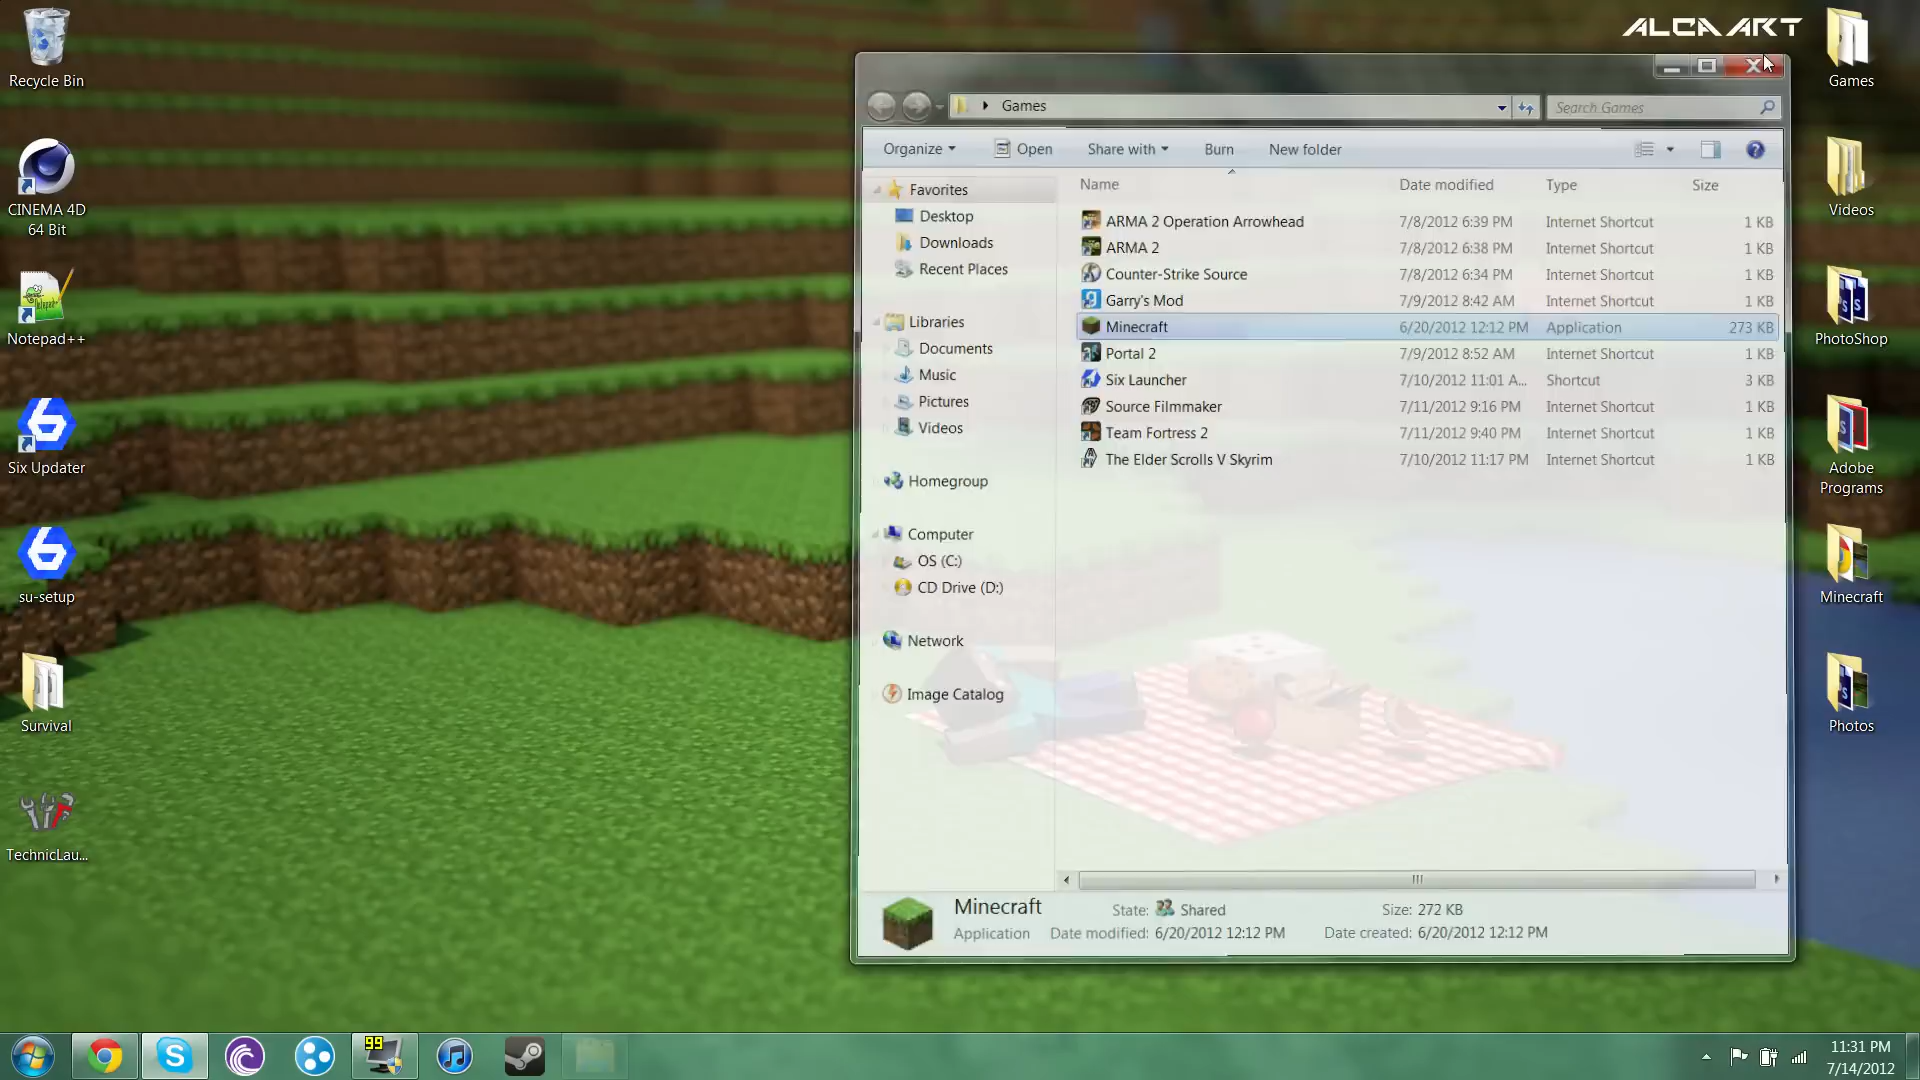 ALCA ART
Recycle Bin
CINEMA 4D
64 Bit
Notepad++
Six Updater
su-setup
Survival
TechnicLau...
Games
Search Games
Organize
Open
Share with
Burn
New folder
Favorites
Desktop
Downloads
Recent Places
Libraries
Documents
Music
Pictures
Videos
Homegroup
Computer
OS (C:)
CD Drive (D:)
Network
Image Catalog
Name Date modified Type Size
ARMA 2 Operation Arrowhead 7/8/2012 6:39 PM Internet Shortcut 1 KB
ARMA 2 7/8/2012 6:38 PM Internet Shortcut 1 KB
Counter-Strike Source 7/8/2012 6:34 PM Internet Shortcut 1 KB
Garry's Mod 7/9/2012 8:42 AM Internet Shortcut 1 KB
Minecraft 6/20/2012 12:12 PM Application 273 KB
Portal 2 7/9/2012 8:52 AM Internet Shortcut 1 KB
Six Launcher 7/10/2012 11:01 A... Shortcut 3 KB
Source Filmmaker 7/11/2012 9:16 PM Internet Shortcut 1 KB
Team Fortress 2 7/11/2012 9:40 PM Internet Shortcut 1 KB
The Elder Scrolls V Skyrim 7/10/2012 11:17 PM Internet Shortcut 1 KB
Minecraft State: Shared Size: 272 KB
Application Date modified: 6/20/2012 12:12 PM Date created: 6/20/2012 12:12 PM
Games
Videos
PhotoShop
Adobe
Programs
Minecraft
Photos
99
11:31 PM
7/14/2012